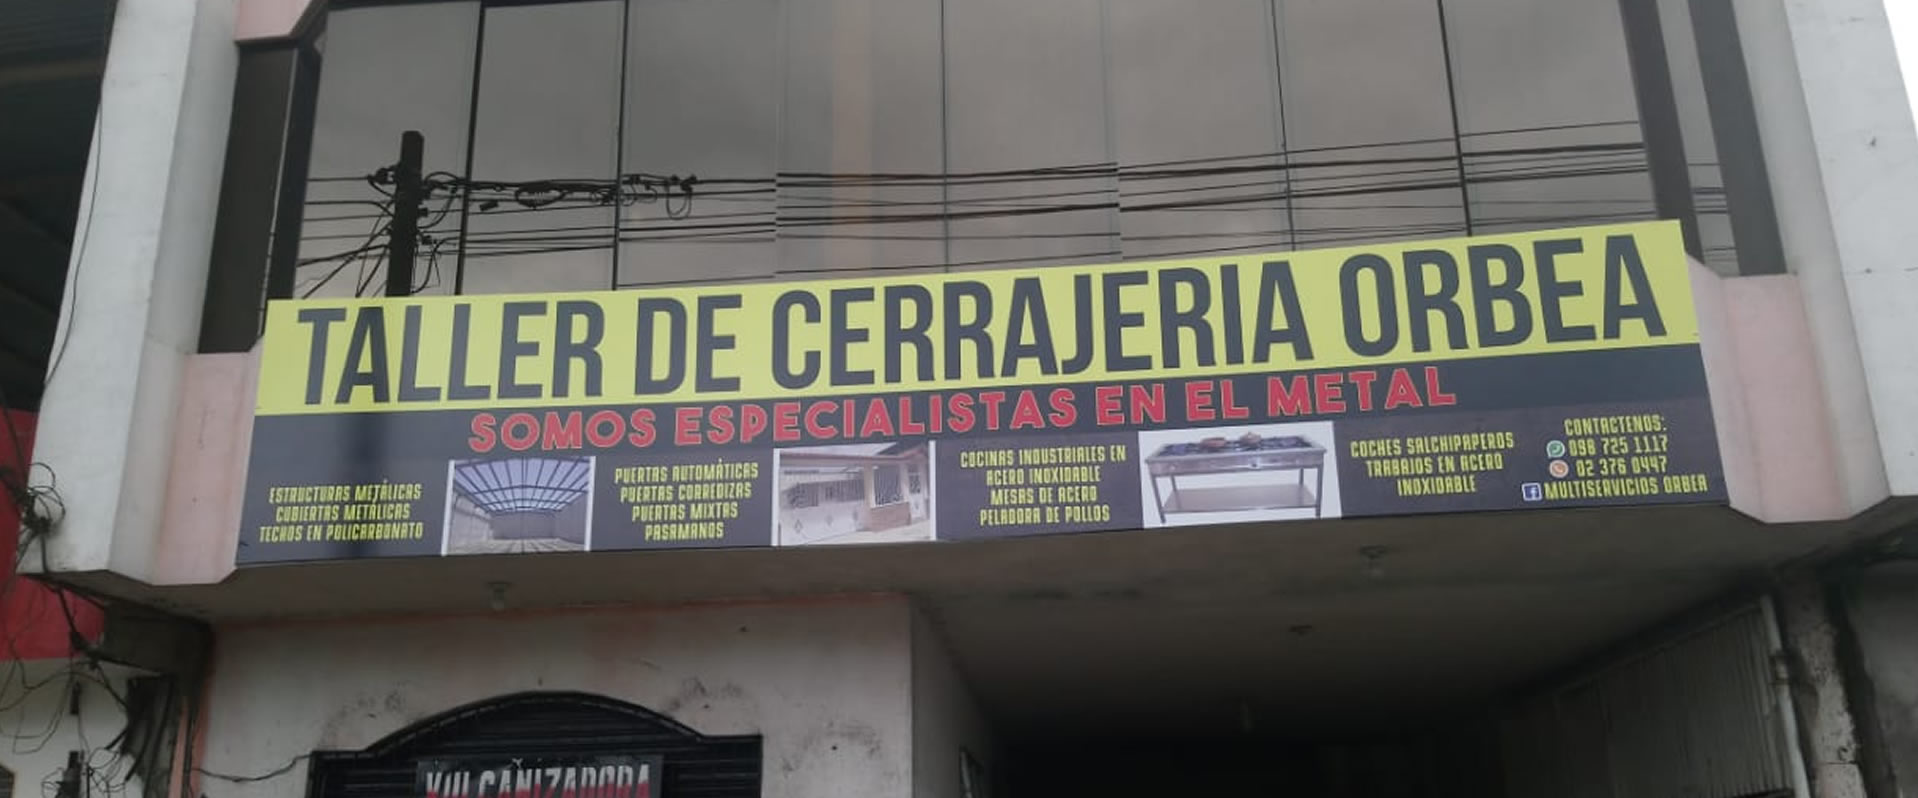 TALLER DE CERRAJERIA ORBEA
SOMOS ESPECIALISTAS EN EL METAL
ESTRUCTURAS METÁLICAS
CUBIERTAS METÁLICAS
TECHOS EN POLICARBONATO
PUERTAS AUTOMÁTICAS
PUERTAS CORREDIZAS
PUERTAS MIXTAS
PASAMANOS
COCINAS INDUSTRIALES EN
ACERO INOXIDABLE
MESAS DE ACERO
PELADORA DE POLLOS
COCHES SALCHIPAPEROS
TRABAJOS EN ACERO
INOXIDABLE
CONTACTENOS:
098 725 1117
02 376 0497
MULTISERVICIOS ORBEA
VULCANIZADORA